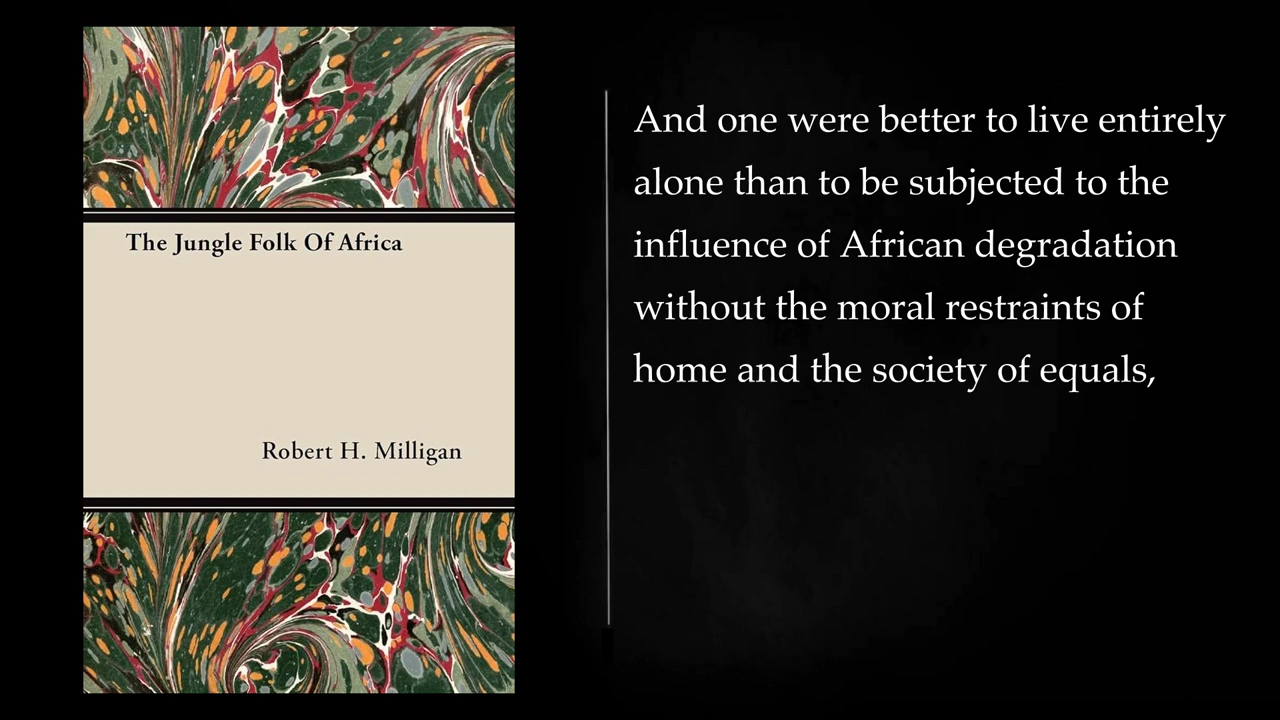 The Jungle Folk Of Africa
Robert H. Milligan
And one were better to live entirely
alone than to be subjected to the
influence of African degradation
without the moral restraints of
home and the society of equals,